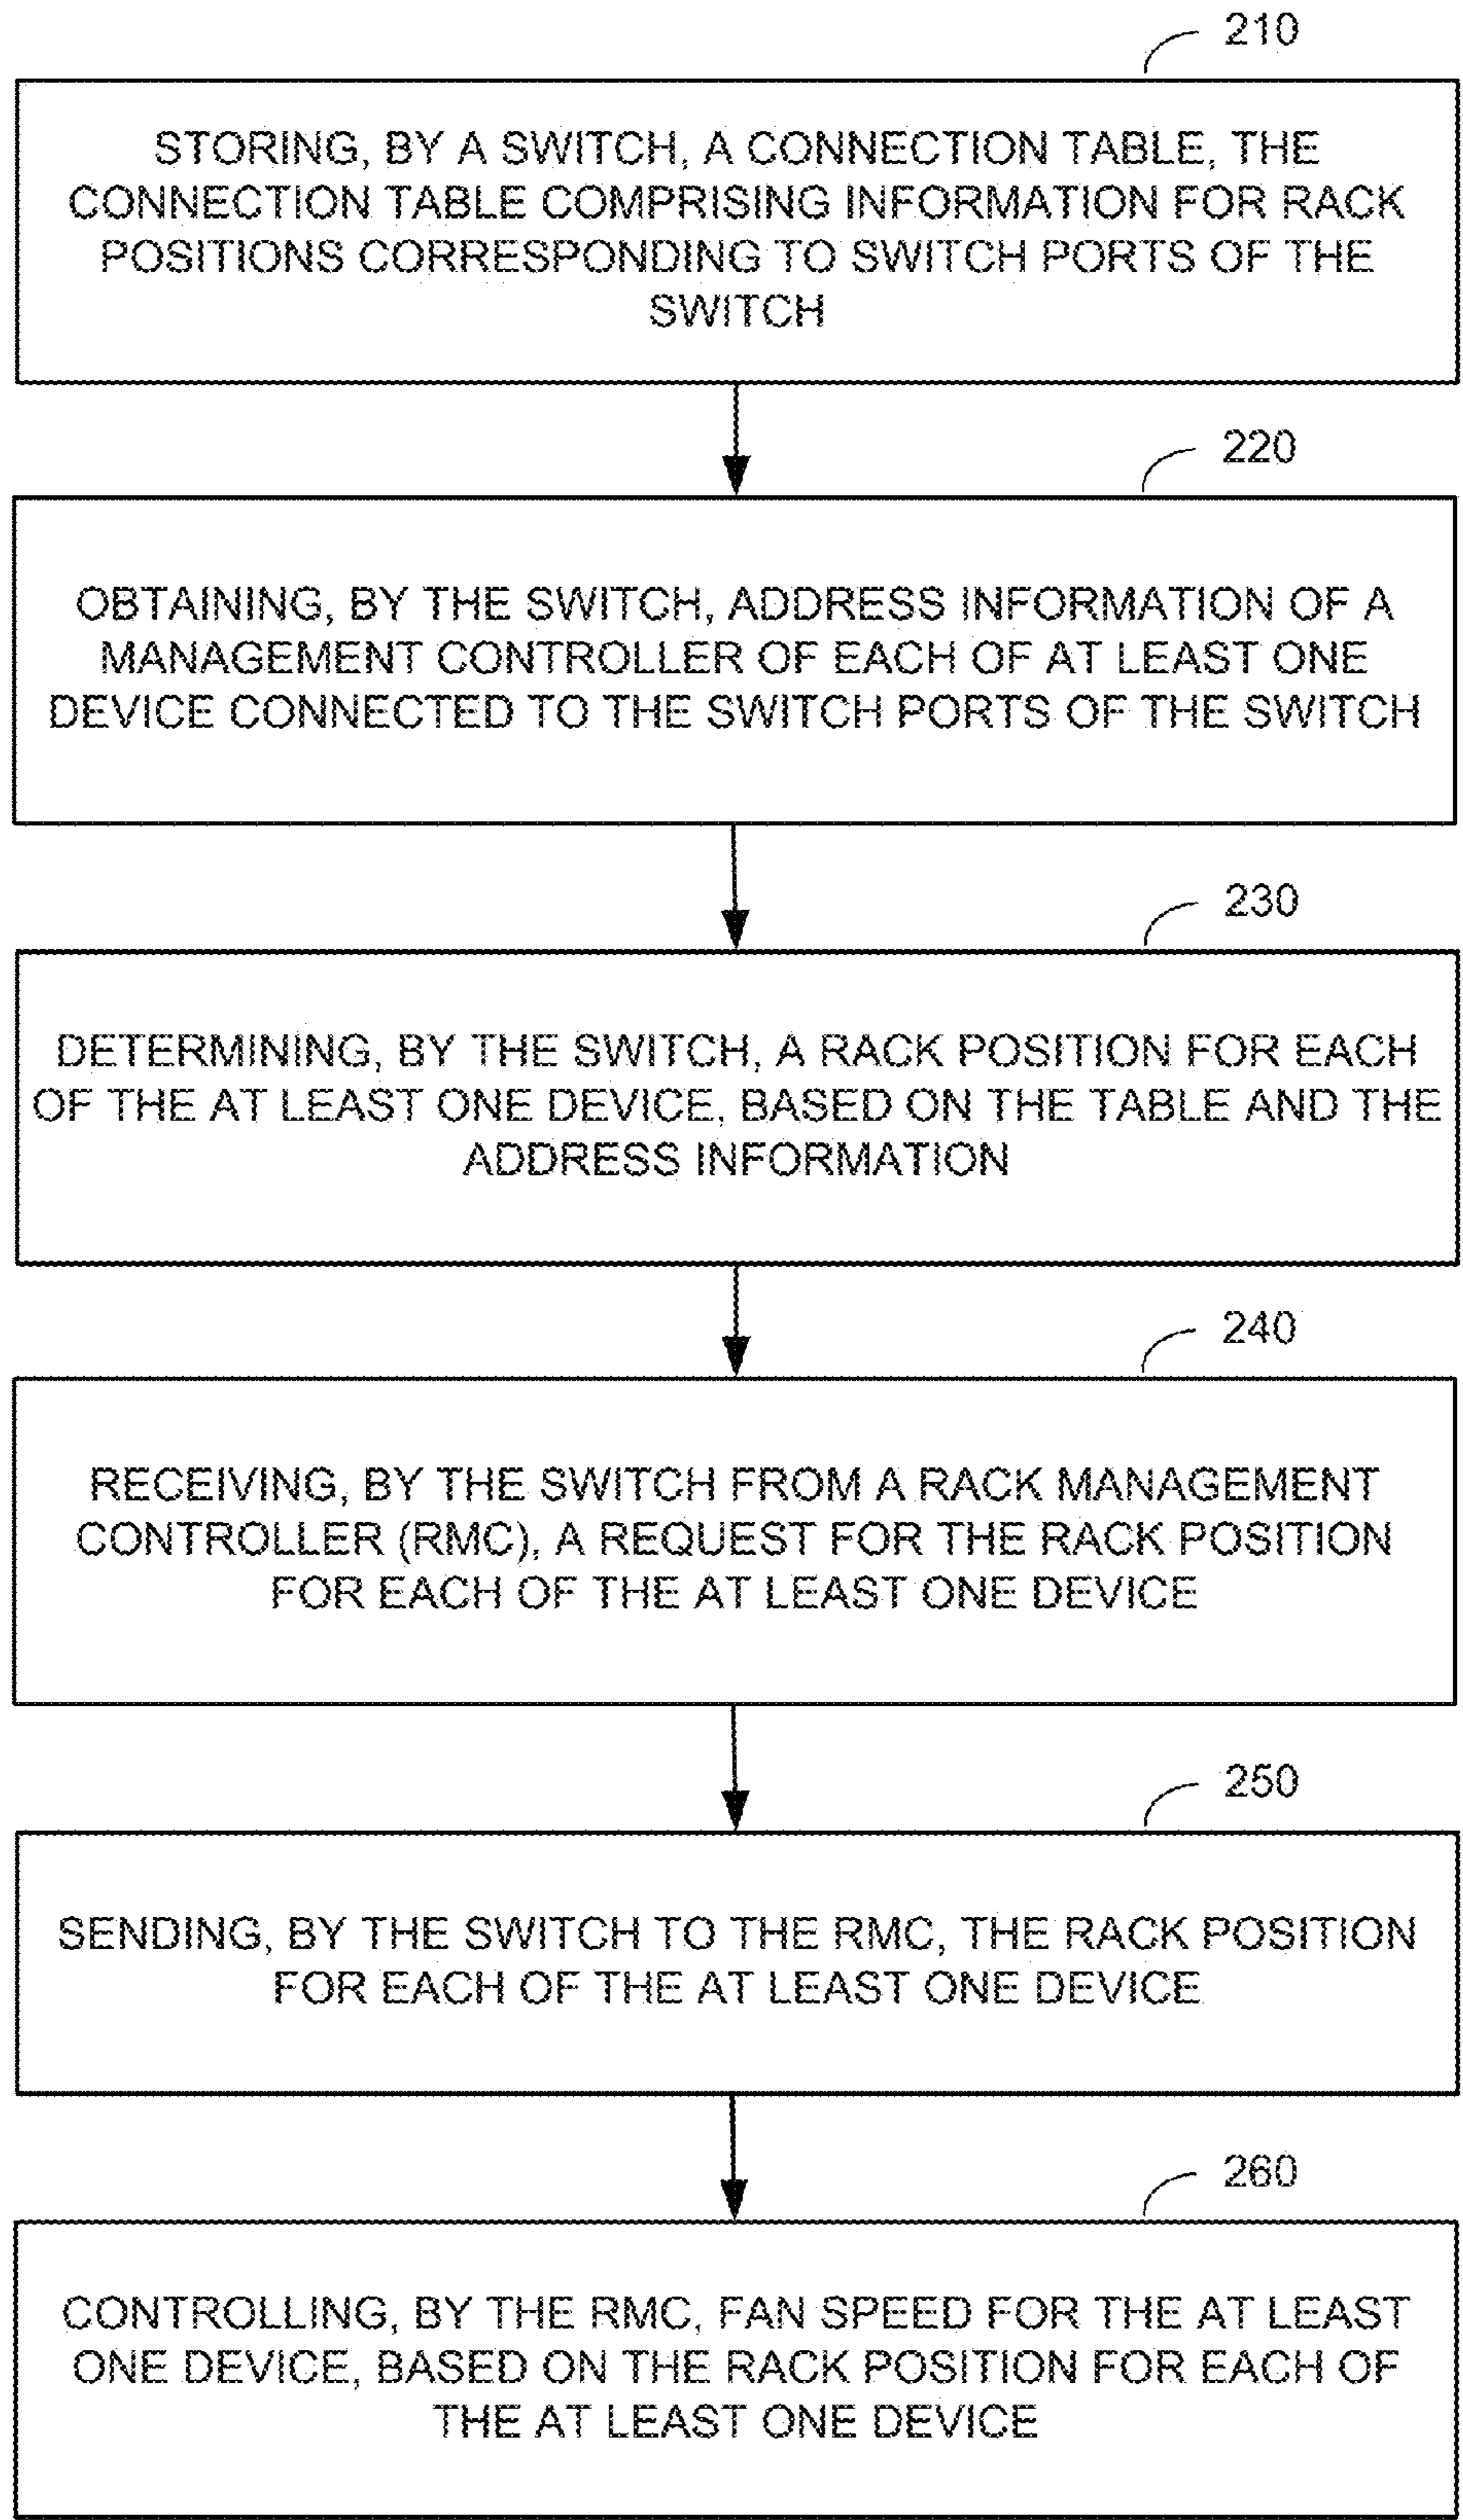 210
STORING, BY A SWITCH, A CONNECTION TABLE, THE
CONNECTION TABLE COMPRISING INFORMATION FOR RACK
POSITIONS CORRESPONDING TO SWITCH PORTS OF THE
SWITCH
220
OBTAINING, BY THE SWITCH, ADDRESS INFORMATION OF A
MANAGEMENT CONTROLLER OF EACH OF AT LEAST ONE
DEVICE CONNECTED TO THE SWITCH PORTS OF THE SWITCH
230
DETERMINING, BY THE SWITCH, A RACK POSITION FOR EACH
OF THE AT LEAST ONE DEVICE, BASED ON THE TABLE AND THE
ADDRESS INFORMATION
240
RECEIVING, BY THE SWITCH FROM A RACK MANAGEMENT
CONTROLLER (RMC), A REQUEST FOR THE RACK POSITION
FOR EACH OF THE AT LEAST ONE DEVICE
250
SENDING, BY THE SWITCH TO THE RMC, THE RACK POSITION
FOR EACH OF THE AT LEAST ONE DEVICE
260
CONTROLLING, BY THE RMC, FAN SPEED FOR THE AT LEAST
ONE DEVICE, BASED ON THE RACK POSITION FOR EACH OF
THE AT LEAST ONE DEVICE